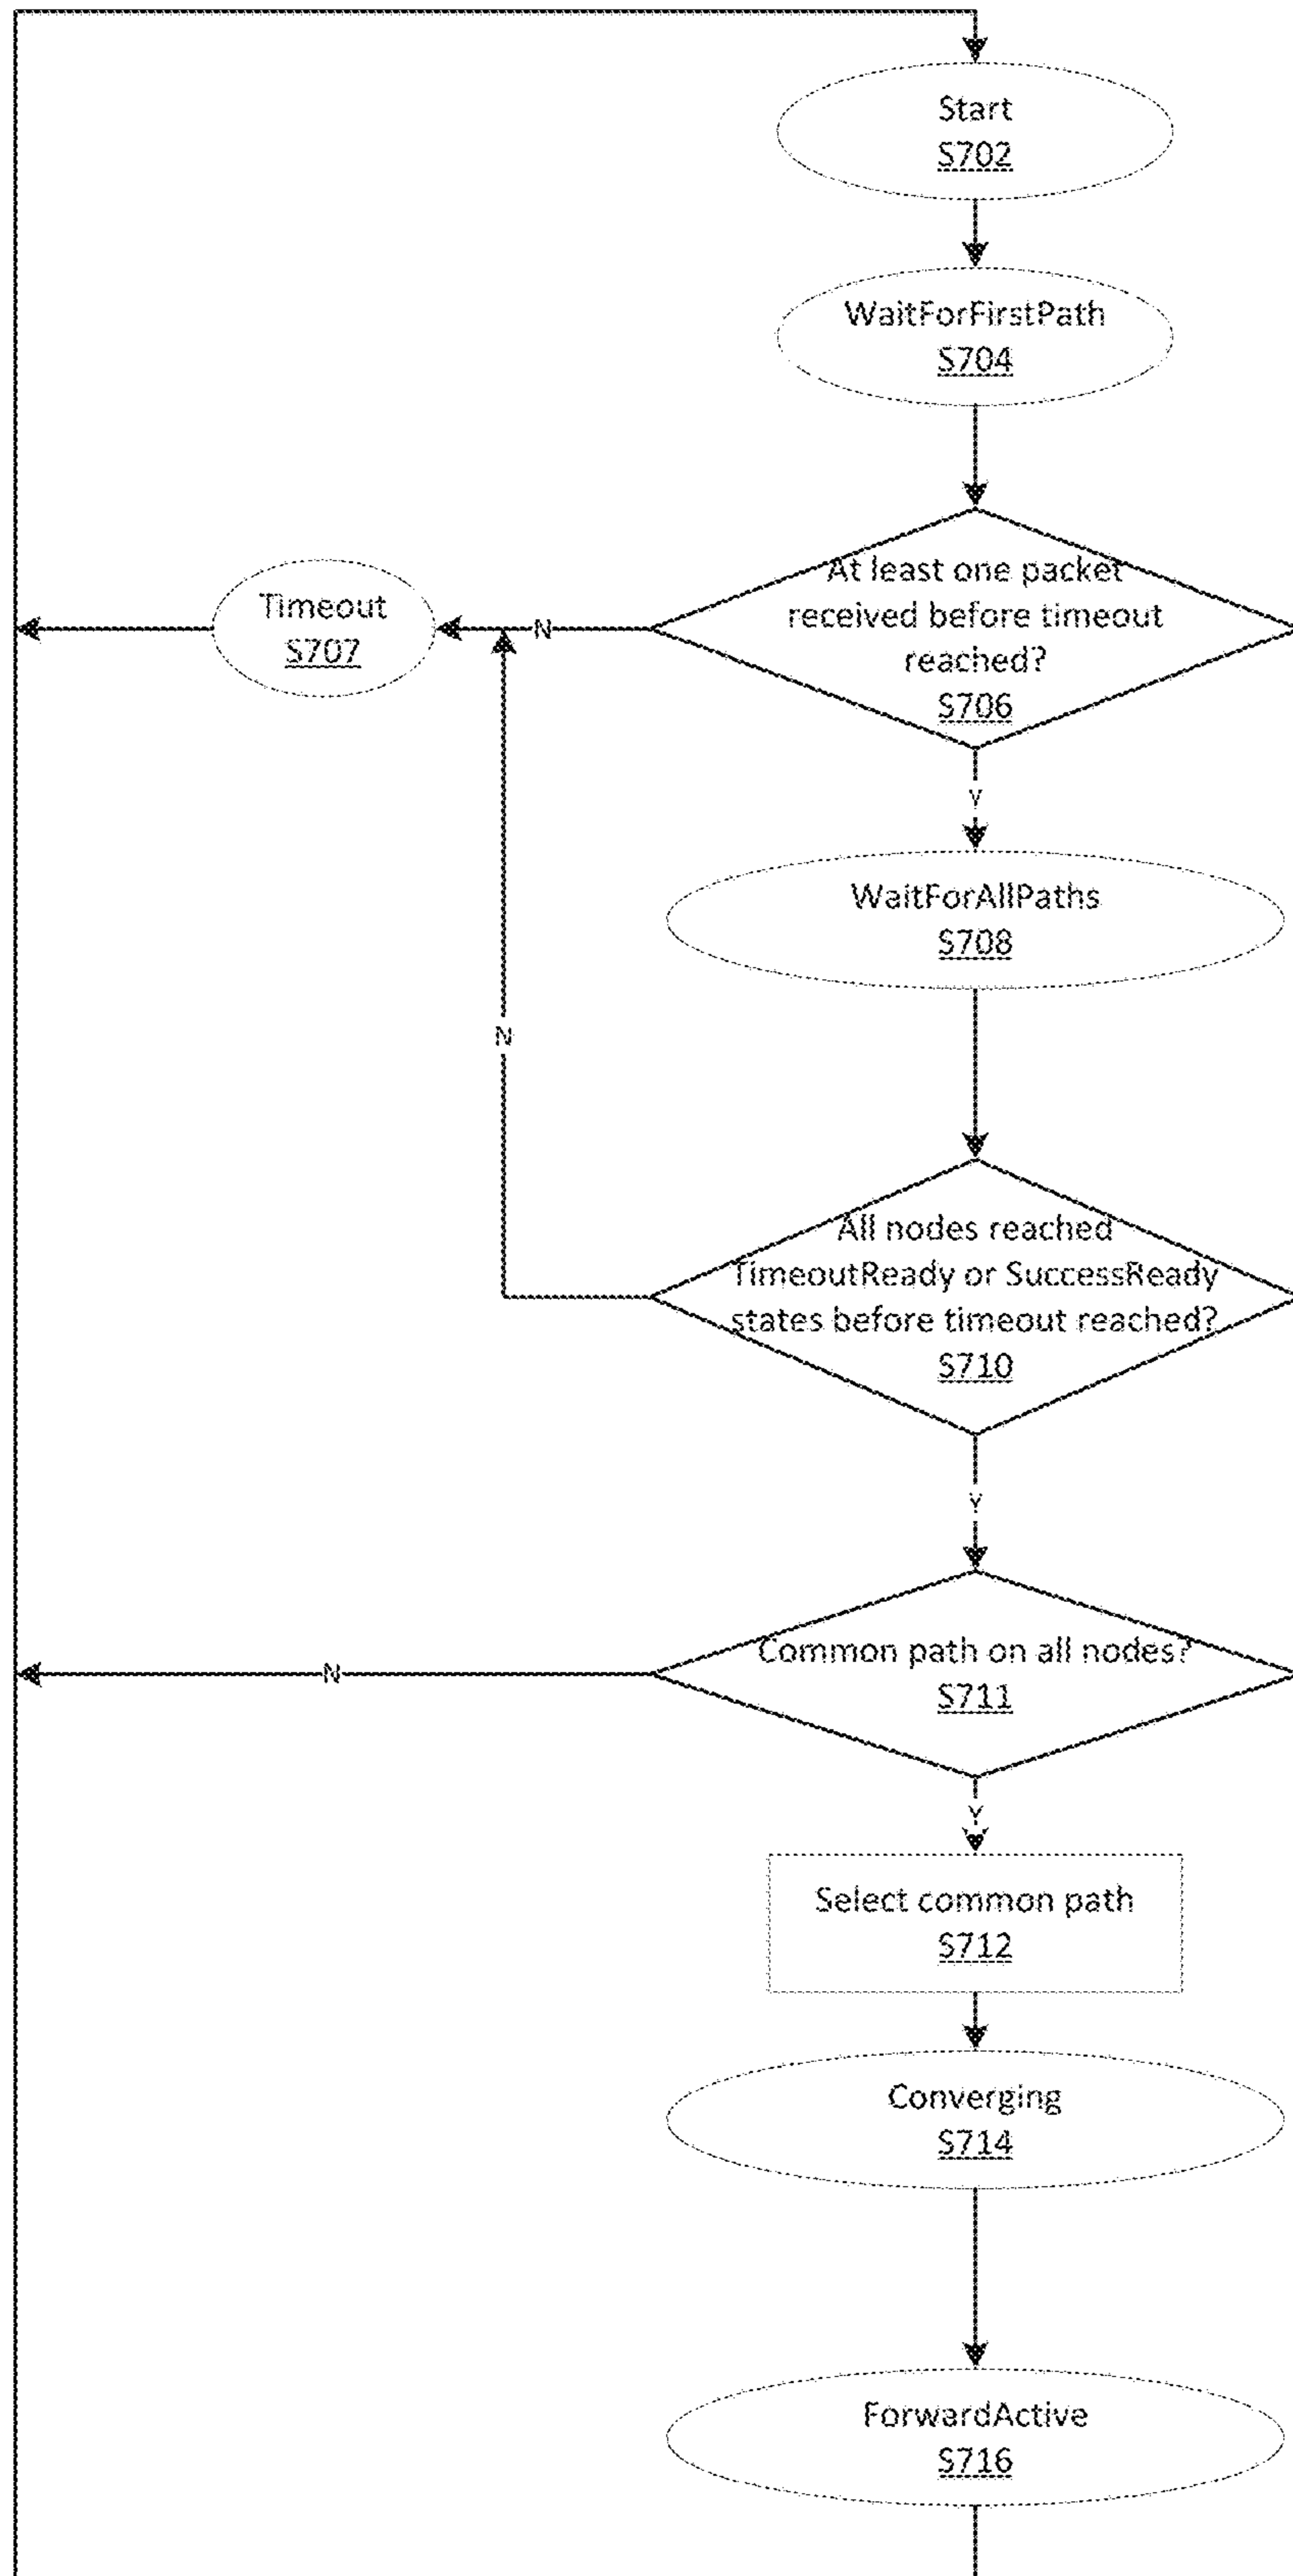 Start
S702
WaitForFirstPath
S704
At least one packet
received before timeout
reached?
S706
N
Timeout
S707
Y
WaitForAllPaths
S708
N
All nodes reached
TimeoutReady or SuccessReady
states before timeout reached?
S710
Y
Common path on all nodes?
S711
N
Y
Select common path
S712
Converging
S714
ForwardActive
S716